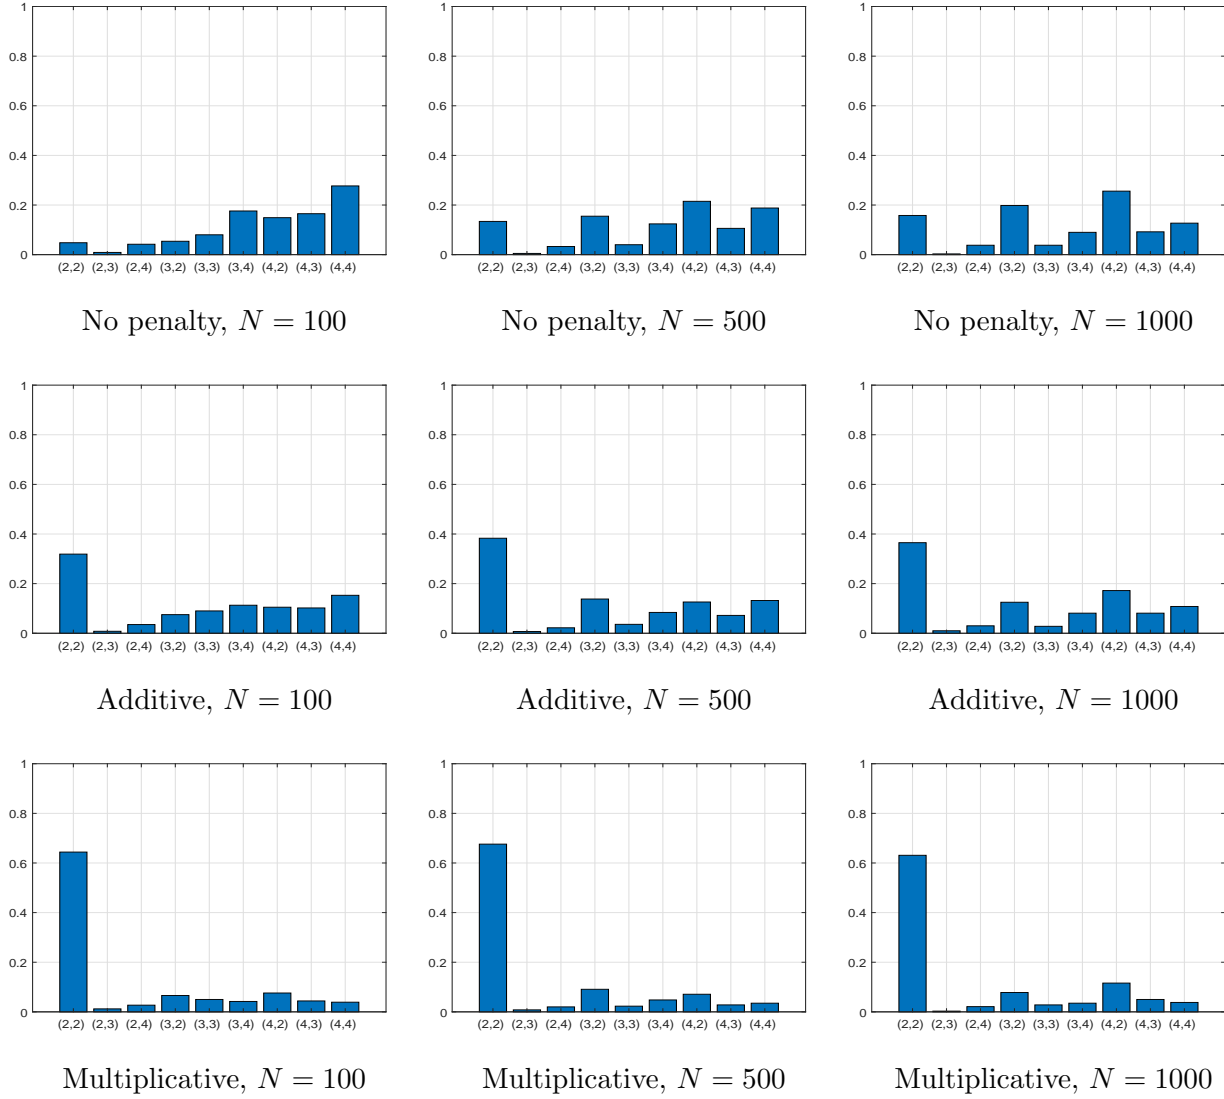 1 1 1
0.8 0.8 0.8
0.6 0.6 0.6
0.4 0.4 0.4
0.2 0.2 0.2
0 0 0
(2,2) (2,3) (2,4) (3,2) (3,3) (3,4) (4,2) (4,3) (4,4) (2,2) (2,3) (2,4) (3,2) (3,3) (3,4) (4,2) (4,3) (4,4) (2,2) (2,3) (2,4) (3,2) (3,3) (3,4) (4,2) (4,3) (4,4)
No penalty, N = 100 No penalty, N = 500 No penalty, N = 1000
1 1 1
0.8 0.8 0.8
0.6 0.6 0.6
0.4 0.4 0.4
0.2 0.2 0.2
0 0 0
(2,2) (2,3) (2,4) (3,2) (3,3) (3,4) (4,2) (4,3) (4,4) (2,2) (2,3) (2,4) (3,2) (3,3) (3,4) (4,2) (4,3) (4,4) (2,2) (2,3) (2,4) (3,2) (3,3) (3,4) (4,2) (4,3) (4,4)
Additive, N = 100 Additive, N = 500 Additive, N = 1000
1 1 1
0.8 0.8 0.8
0.6 0.6 0.6
0.4 0.4 0.4
0.2 0.2 0.2
0 0 0
(2,2) (2,3) (2,4) (3,2) (3,3) (3,4) (4,2) (4,3) (4,4) (2,2) (2,3) (2,4) (3,2) (3,3) (3,4) (4,2) (4,3) (4,4) (2,2) (2,3) (2,4) (3,2) (3,3) (3,4) (4,2) (4,3) (4,4)
Multiplicative, N = 100 Multiplicative, N = 500 Multiplicative, N = 1000